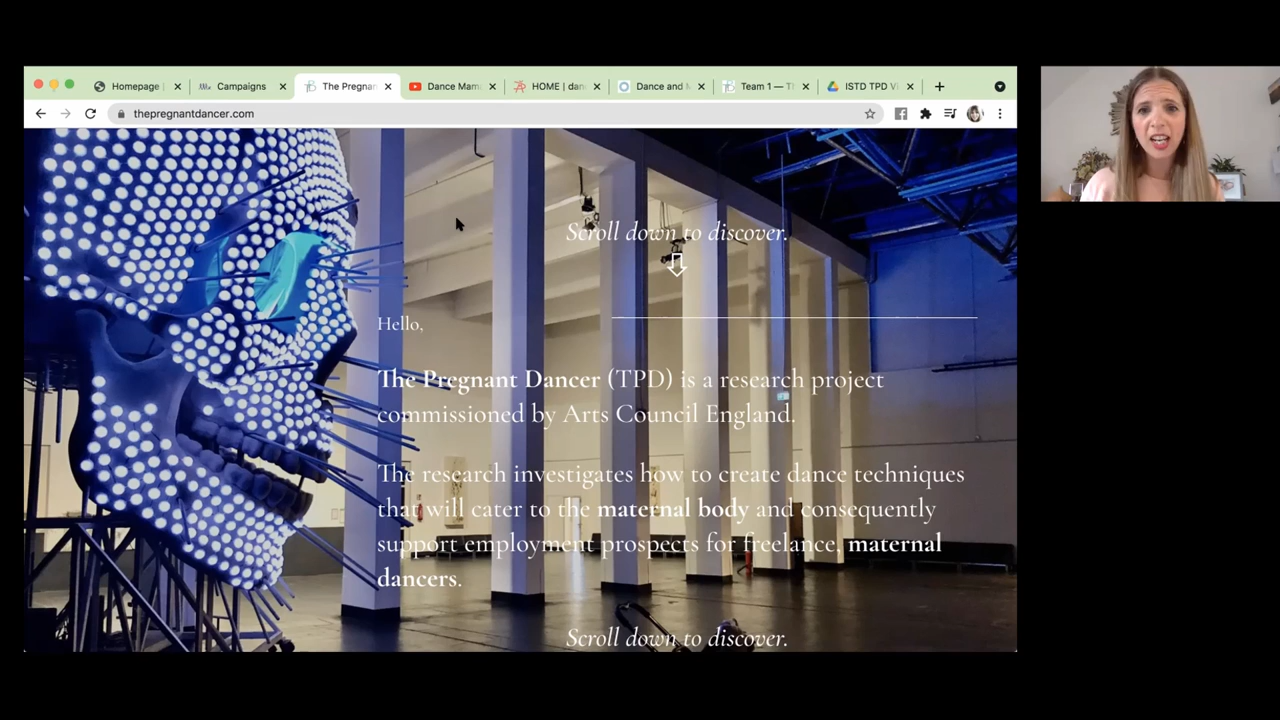 Homepage
Campaigns
The Pregnan
Dance Mam
HOME | dan
Dance and M
Team 1 — Th
ISTD TPD Vi
thepregnantdancer.com
Scroll down to discover.
Hello,
The Pregnant Dancer (TPD) is a research project
commissioned by Arts Council England.
The research investigates how to create dance techniques
that will cater to the maternal body and consequently
support employment prospects for freelance, maternal
dancers.
Scroll down to discover.